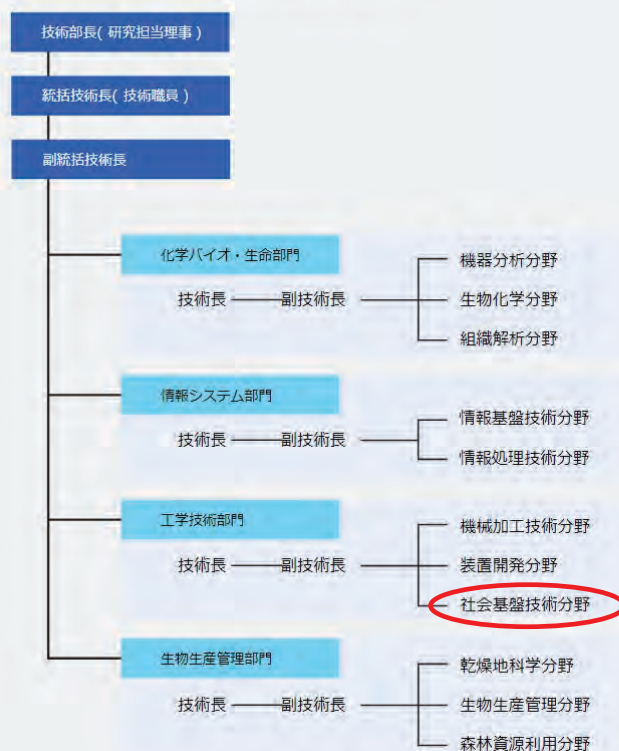 技術部長( 研究担当理事 )
統括技術長( 技術職員 )
副統括技術長
化学バイオ・生命部門
技術長 副技術長
機器分析分野
生物化学分野
組織解析分野
情報システム部門
技術長 副技術長
情報基盤技術分野
情報処理技術分野
工学技術部門
技術長 副技術長
機械加工技術分野
装置開発分野
社会基盤技術分野
生物生産管理部門
技術長 副技術長
乾燥地科学分野
生物生産管理分野
森林資源利用分野